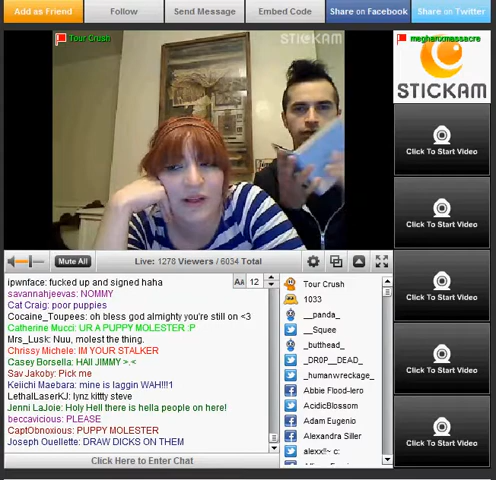 Add as Friend
Follow
Send Message
Embed Code
Share on Facebook
Share on Twitter
Tour Crush
STICKAM
meghanxmassacre
STICKAM
Click To Start Video
Click To Start Video
Click To Start Video
Click To Start Video
Click To Start Video
Mute All
Live: 1278 Viewers / 6034 Total
ipwnface: fucked up and signed haha
AA 12
savannahjeevas: NOMMY
Cat Craig: poor puppies
Cocaine_Toupees: oh bless god almighty you're still on <3
Catherine Mucci: UR A PUPPY MOLESTER :P
Mrs_Lusk: Nuu, molest the thing.
Chrissy Michele: IM YOUR STALKER
Casey Borsella: HAII JIMMY >.<
Sav Jakoby: Pick me
Keiichi Maebara: mine is laggin WAH!!!1
LethalLaserKJ: lynz kittty steve
Jenni LaJoie: Holy Hell there is hella people on here!
beccavicious: PLEASE
CaptObnoxious: PUPPY MOLESTER
Joseph Ouellette: DRAW DICKS ON THEM
Click Here to Enter Chat
Tour Crush
1033
__panda_
__Squee
_butthead_
_DR0P__DEAD_
_humanwreckage_
Abbie Flood-Iero
AcidicBlossom
Adam Eugenio
Alexandra Siller
alexx!!~ c: